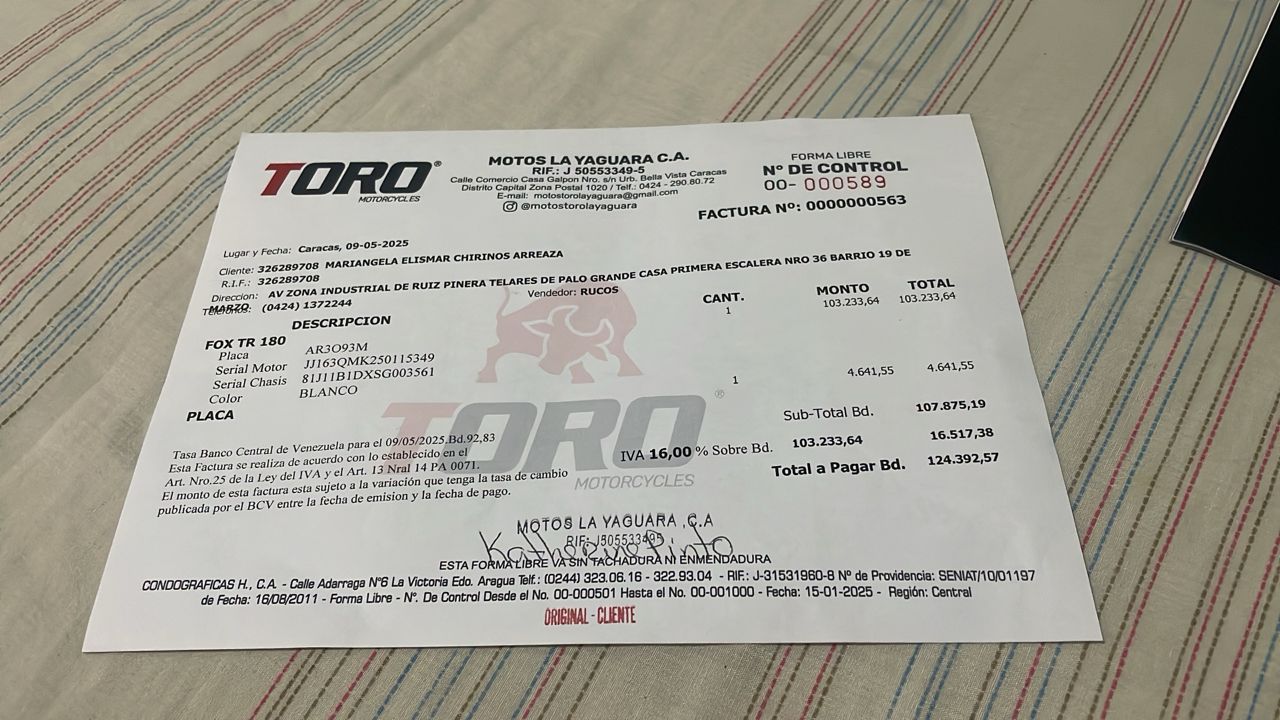 TORO®
MOTORCYCLES
MOTOS LA YAGUARA C.A.
RIF.: J 50553349-5
Calle Comercio Casa Galpon Nro. s/n Urb. Bella Vista Caracas
Distrito Capital Zona Postal 1020 / Telf.: 0424 - 290.80.72
E-mail: motostorolayaguara@gmail.com
@motostorolayaguara
FORMA LIBRE
N° DE CONTROL
00- 000589
FACTURA Nº: 0000000563
Lugar y Fecha: Caracas, 09-05-2025
Cliente: 326289708 MARIANGELA ELISMAR CHIRINOS ARREAZA
R.I.F.: 326289708
Direccion: AV ZONA INDUSTRIAL DE RUIZ PINERA TELARES DE PALO GRANDE CASA PRIMERA ESCALERA NRO 36 BARRIO 19 DE
MARZO
Telefonos: (0424) 1372244
Vendedor: RUCOS
DESCRIPCION CANT. MONTO TOTAL
FOX TR 180 1 103.233,64 103.233,64
Placa AR3O93M
Serial Motor JJ163QMK250115349
Serial Chasis 81J11B1DXSG003561
Color BLANCO
PLACA 1 4.641,55 4.641,55
TORO®
MOTORCYCLES
Sub-Total Bd. 107.875,19
IVA 16,00 % Sobre Bd. 103.233,64 16.517,38
Total a Pagar Bd. 124.392,57
Tasa Banco Central de Venezuela para el 09/05/2025.Bd.92,83
Esta Factura se realiza de acuerdo con lo establecido en el
Art. Nro.25 de la Ley del IVA y el Art. 13 Nral 14 PA 0071.
El monto de esta factura esta sujeto a la variación que tenga la tasa de cambio
publicada por el BCV entre la fecha de emision y la fecha de pago.
MOTOS LA YAGUARA ,C.A
RIF: J505533495
Katherine Pinto
ESTA FORMA LIBRE VA SIN TACHADURA NI ENMENDADURA
CONDOGRAFICAS H., C.A. - Calle Adarraga N°6 La Victoria Edo. Aragua Telf.: (0244) 323.06.16 - 322.93.04 - RIF.: J-31531960-8 N° de Providencia: SENIAT/10/01197
de Fecha: 16/08/2011 - Forma Libre - N°. De Control Desde el No. 00-000501 Hasta el No. 00-001000 - Fecha: 15-01-2025 - Región: Central
ORIGINAL - CLIENTE